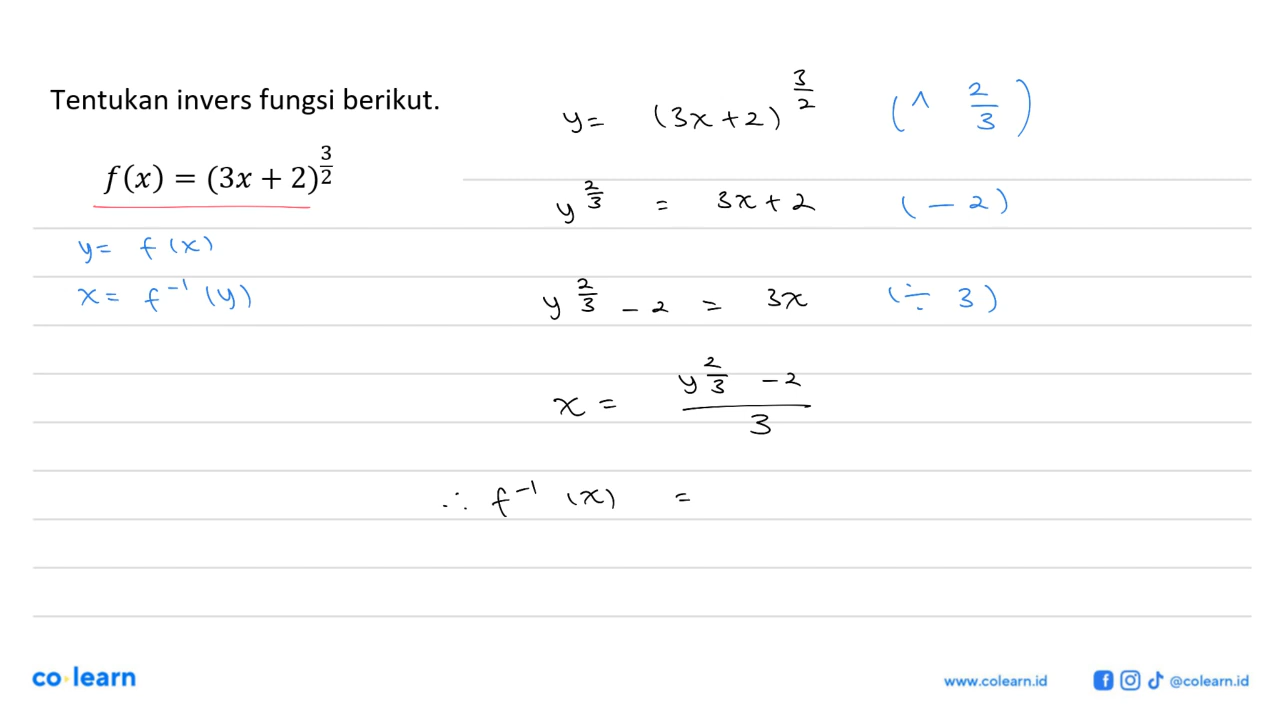 Tentukan invers fungsi berikut.
f(x) = (3x + 2)^(3/2)
y = f(x)
x = f^-1 (y)
y = (3x + 2)^(3/2) (^ 2/3)
y^(2/3) = 3x + 2 (- 2)
y^(2/3) - 2 = 3x (÷ 3)
x = (y^(2/3) - 2)/3
∴ f^-1 (x) =
co learn
www.colearn.id
@colearn.id